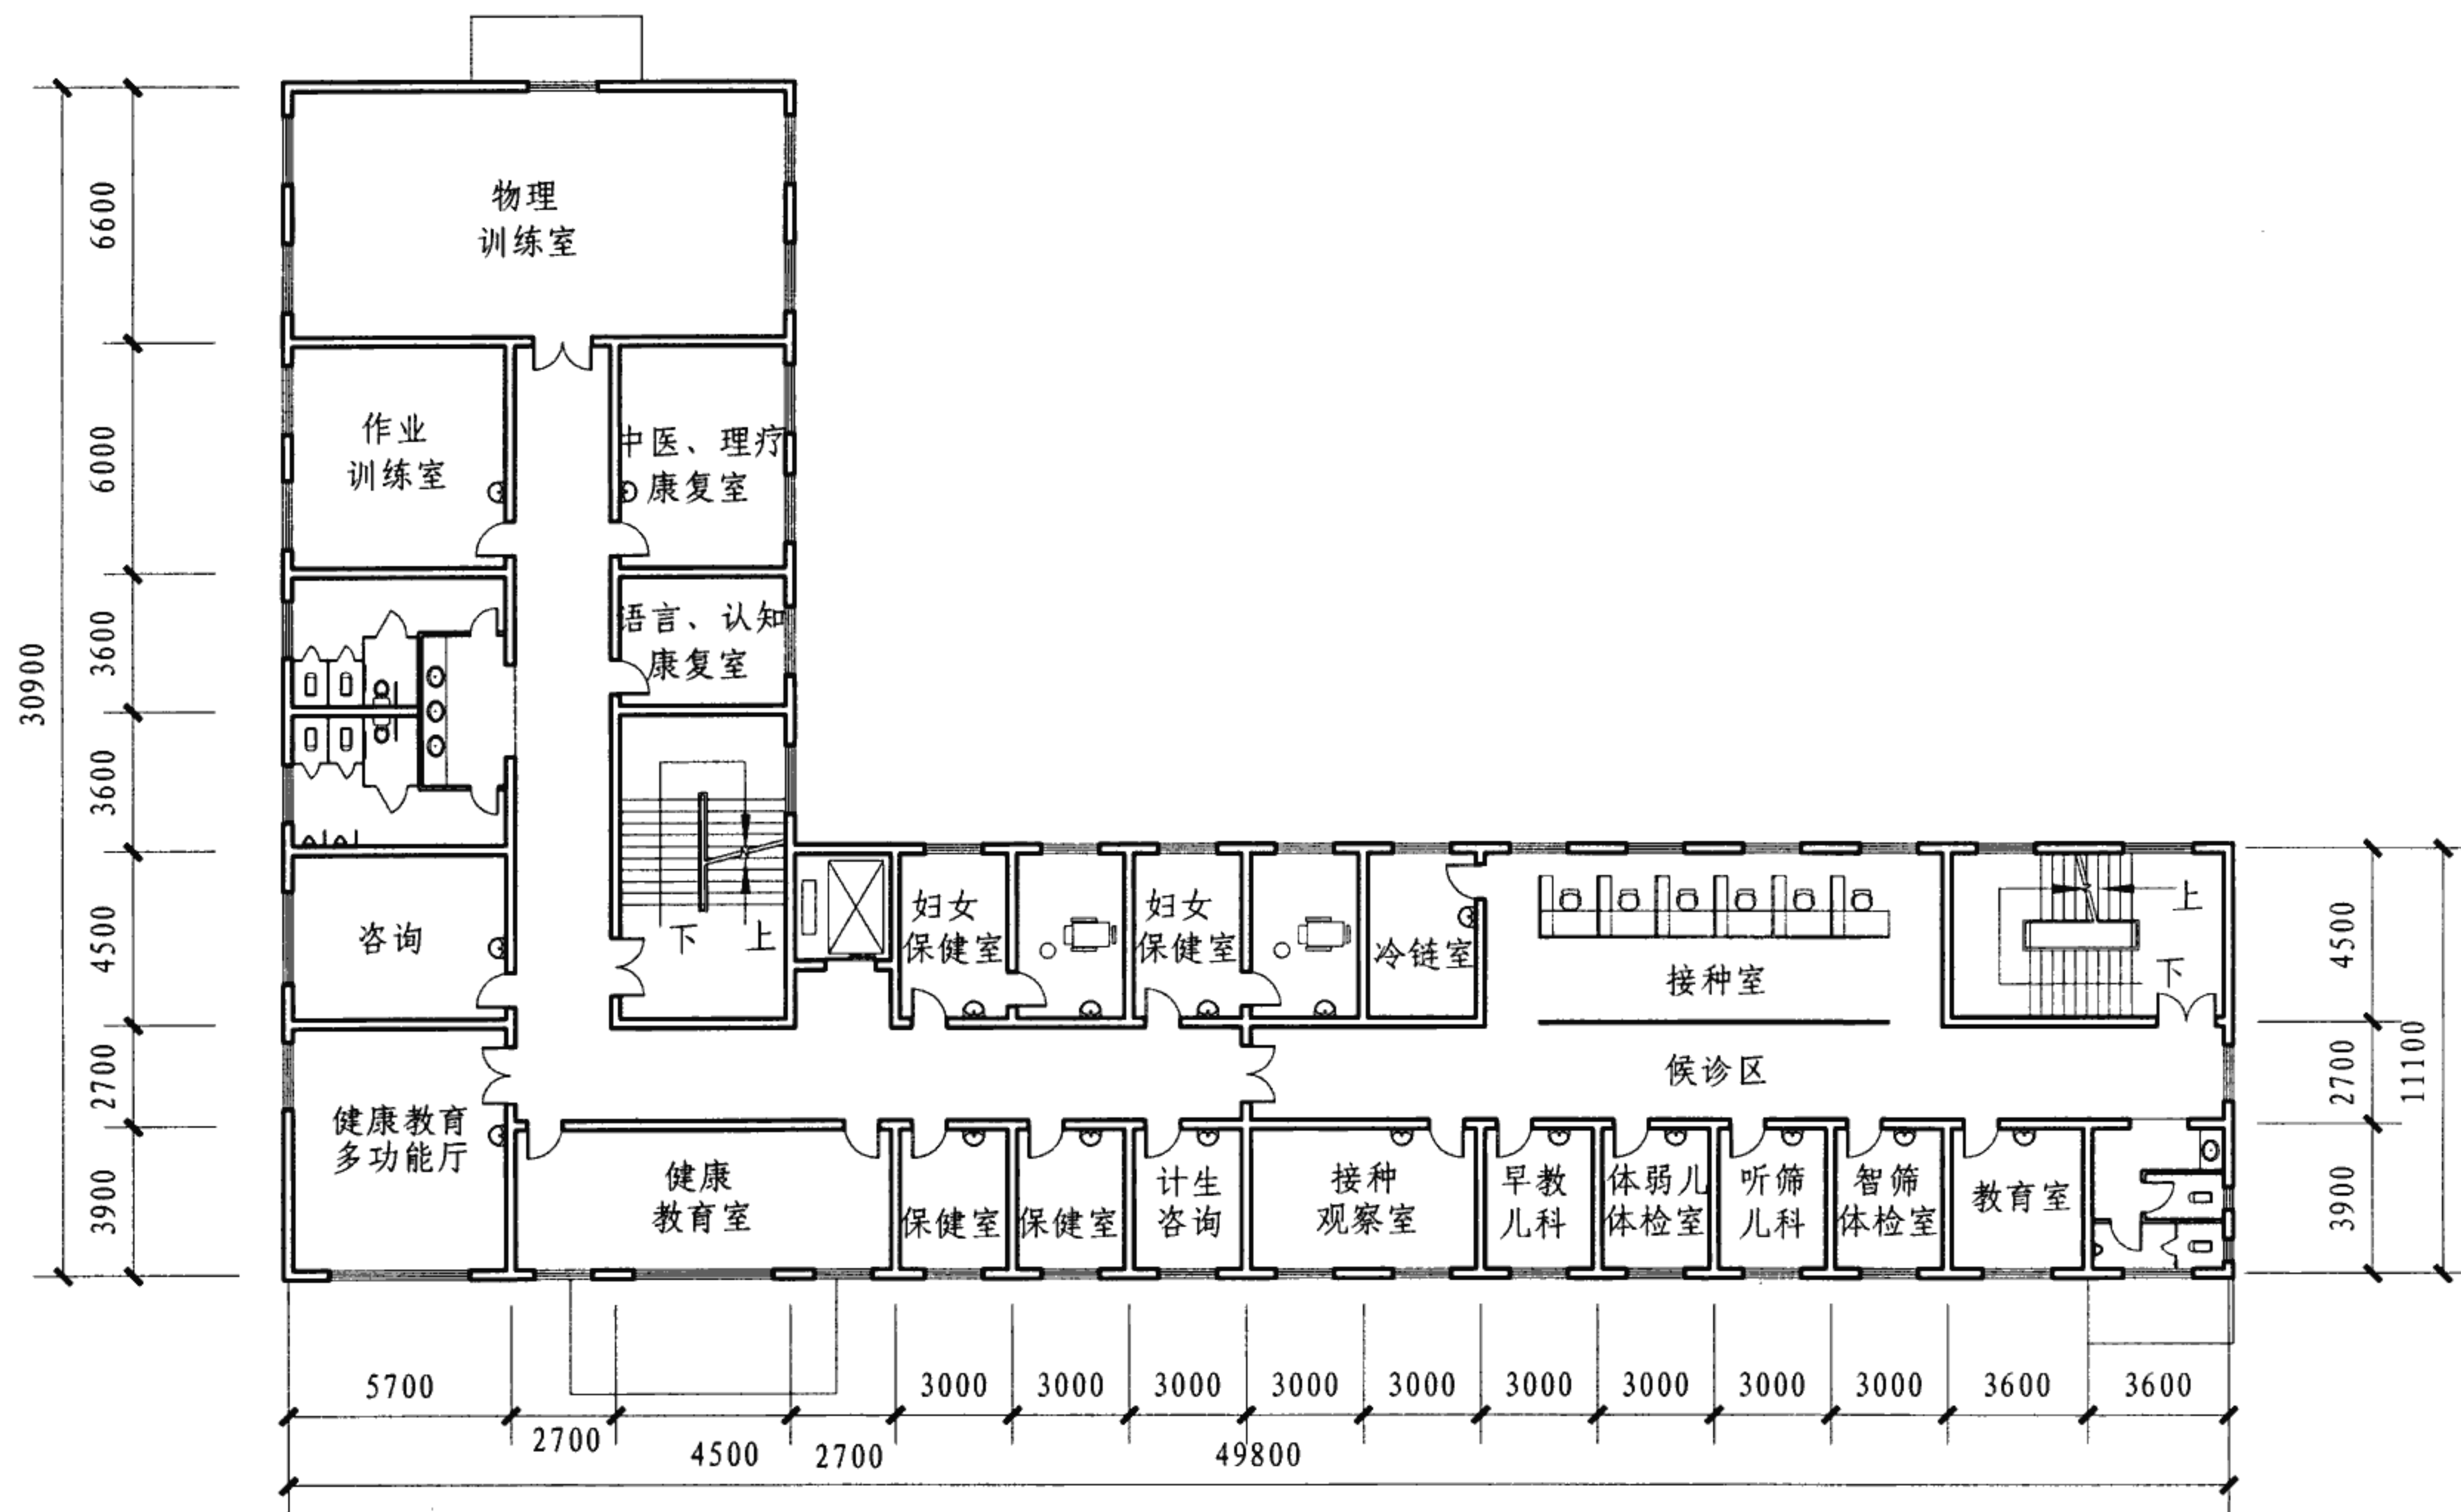 物理
训练室
作业
训练室
中医、理疗
康复室
语言、认知
康复室
下
上
咨询
妇女
保健室
妇女
保健室
冷链室
接种室
上
下
候诊区
健康教育
多功能厅
健康
教育室
保健室
保健室
计生
咨询
接种
观察室
早教
儿科
体弱儿
体检室
听筛
儿科
智筛
体检室
教育室
30900
6600
6000
3600
3600
4500
2700
3900
4500
2700
3900
11100
5700
2700
4500
2700
3000
3000
3000
3000
3000
3000
3000
3000
3000
3600
3600
49800